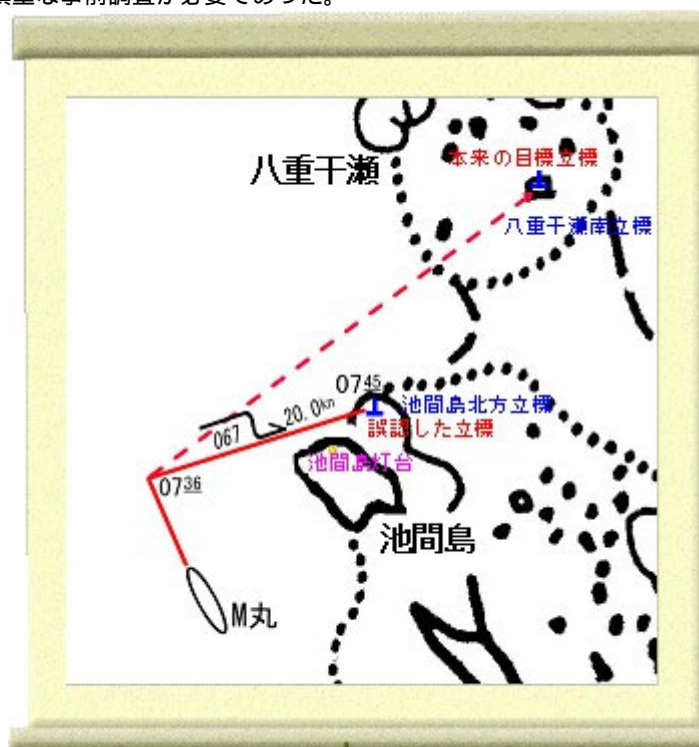 慎重な事前調査が必要であった。
八重干瀬
本来の目標立標
八重干瀬南立標
0745
池間島北方立標
20.0kn
誤認した立標
067
池間島灯台
0736
池間島
M丸